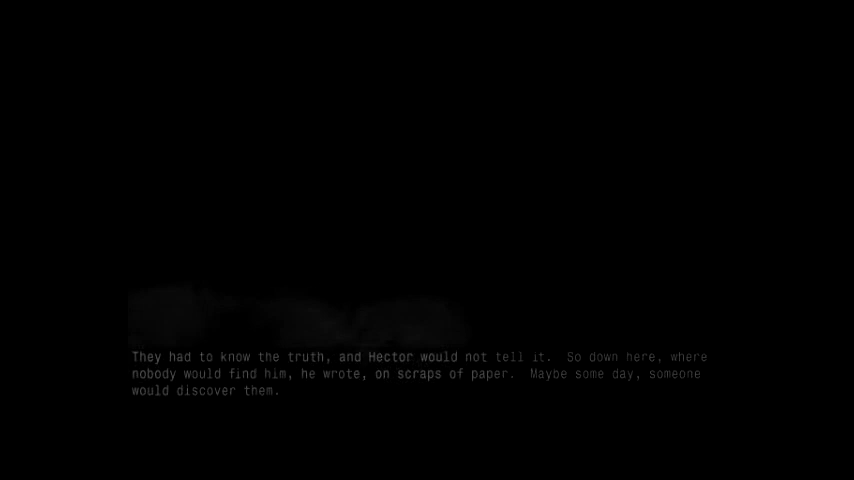 They had to know the truth, and Hector would not tell it.  So down here, where
nobody would find him, he wrote, on scraps of paper.  Maybe some day, someone
would discover them.